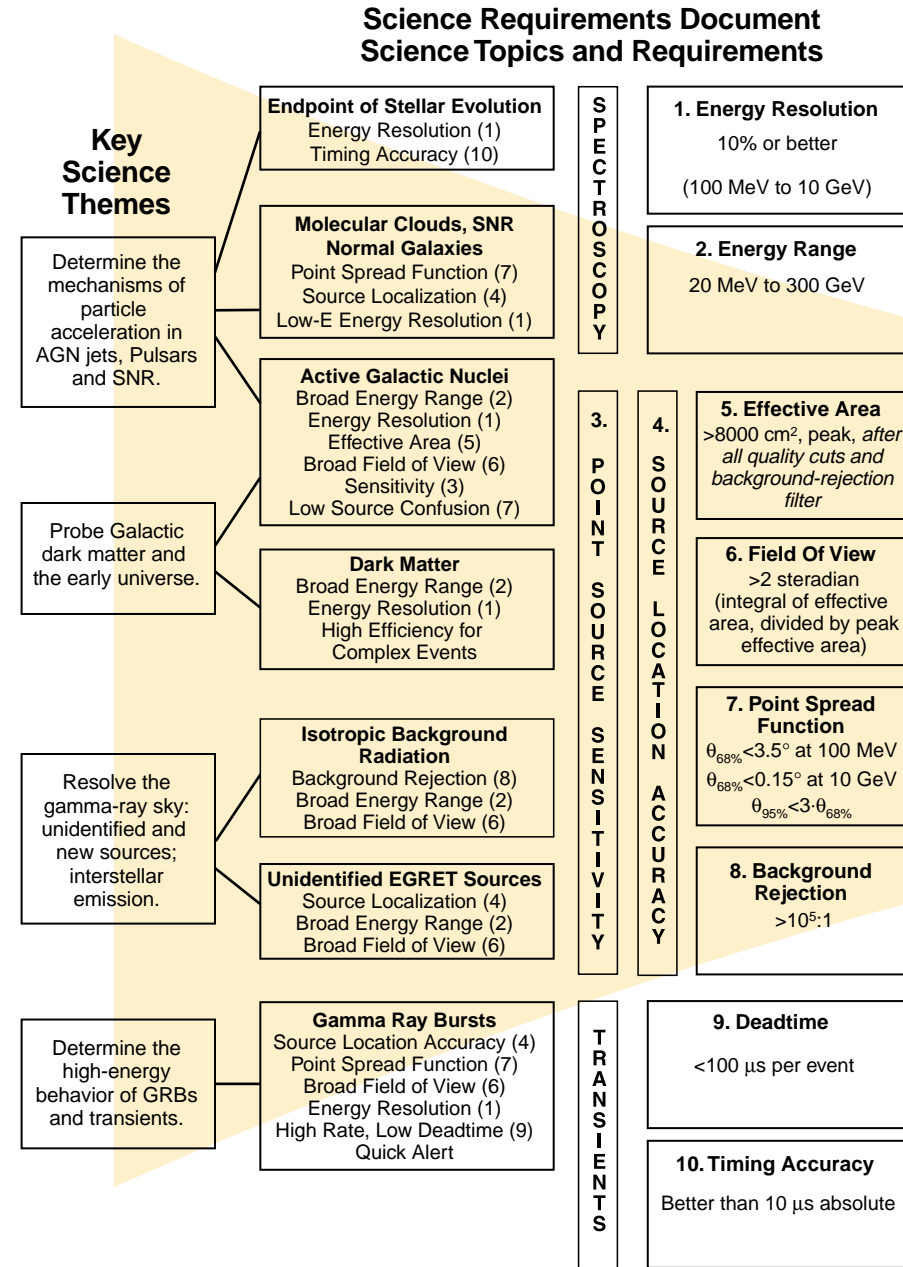 Science Requirements Document
Science Topics and Requirements
Key
Science
Themes
Determine the
mechanisms of
particle
acceleration in
AGN jets, Pulsars
and SNR.
Probe Galactic
dark matter and
the early universe.
Resolve the
gamma-ray sky:
unidentified and
new sources;
interstellar
emission.
Determine the
high-energy
behavior of GRBs
and transients.
Endpoint of Stellar Evolution
Energy Resolution (1)
Timing Accuracy (10)
Molecular Clouds, SNR
Normal Galaxies
Point Spread Function (7)
Source Localization (4)
Low-E Energy Resolution (1)
Active Galactic Nuclei
Broad Energy Range (2)
Energy Resolution (1)
Effective Area (5)
Broad Field of View (6)
Sensitivity (3)
Low Source Confusion (7)
Dark Matter
Broad Energy Range (2)
Energy Resolution (1)
High Efficiency for
Complex Events
Isotropic Background
Radiation
Background Rejection (8)
Broad Energy Range (2)
Broad Field of View (6)
Unidentified EGRET Sources
Source Localization (4)
Broad Energy Range (2)
Broad Field of View (6)
Gamma Ray Bursts
Source Location Accuracy (4)
Point Spread Function (7)
Broad Field of View (6)
Energy Resolution (1)
High Rate, Low Deadtime (9)
Quick Alert
SPECTROSCOPY
3. POINT SOURCE SENSITIVITY
4. SOURCE LOCATION ACCURACY
TRANSIENTS
1. Energy Resolution
10% or better
(100 MeV to 10 GeV)
2. Energy Range
20 MeV to 300 GeV
5. Effective Area
>8000 cm², peak, after
all quality cuts and
background-rejection
filter
6. Field Of View
>2 steradian
(integral of effective
area, divided by peak
effective area)
7. Point Spread
Function
θ68%<3.5° at 100 MeV
θ68%<0.15° at 10 GeV
θ95%<3·θ68%
8. Background
Rejection
>10⁵:1
9. Deadtime
<100 μs per event
10. Timing Accuracy
Better than 10 μs absolute